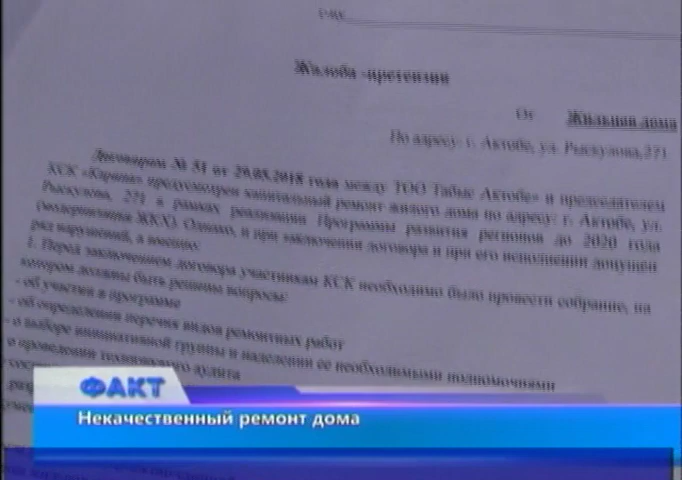 Жалоба -претензия
От Жильцов дома
По адресу: г. Актобе, ул. Рыскулова,271
Договором № 51 от 20.05.2018 года между ТОО Табыс Актобе» и председателем
КСК «Карина» предусмотрен капитальный ремонт жилого дома по адресу: г. Актобе, ул.
Рыскулова, 271 в рамках реализации Программы развития регионов до 2020 года
(модернизация ЖКХ). Однако, и при заключении договора и при его исполнении допущен
ряд нарушений, а именно:
1. Перед заключением договора участникам КСК необходимо было провести собрание, на
котором должны быть решены вопросы:
- об участии в программе
- об определении перечня видов ремонтных работ
- о выборе инициативной группы и наделении ее необходимыми полномочиями
о проведении технического аудита
ФАКТ
Некачественный ремонт дома